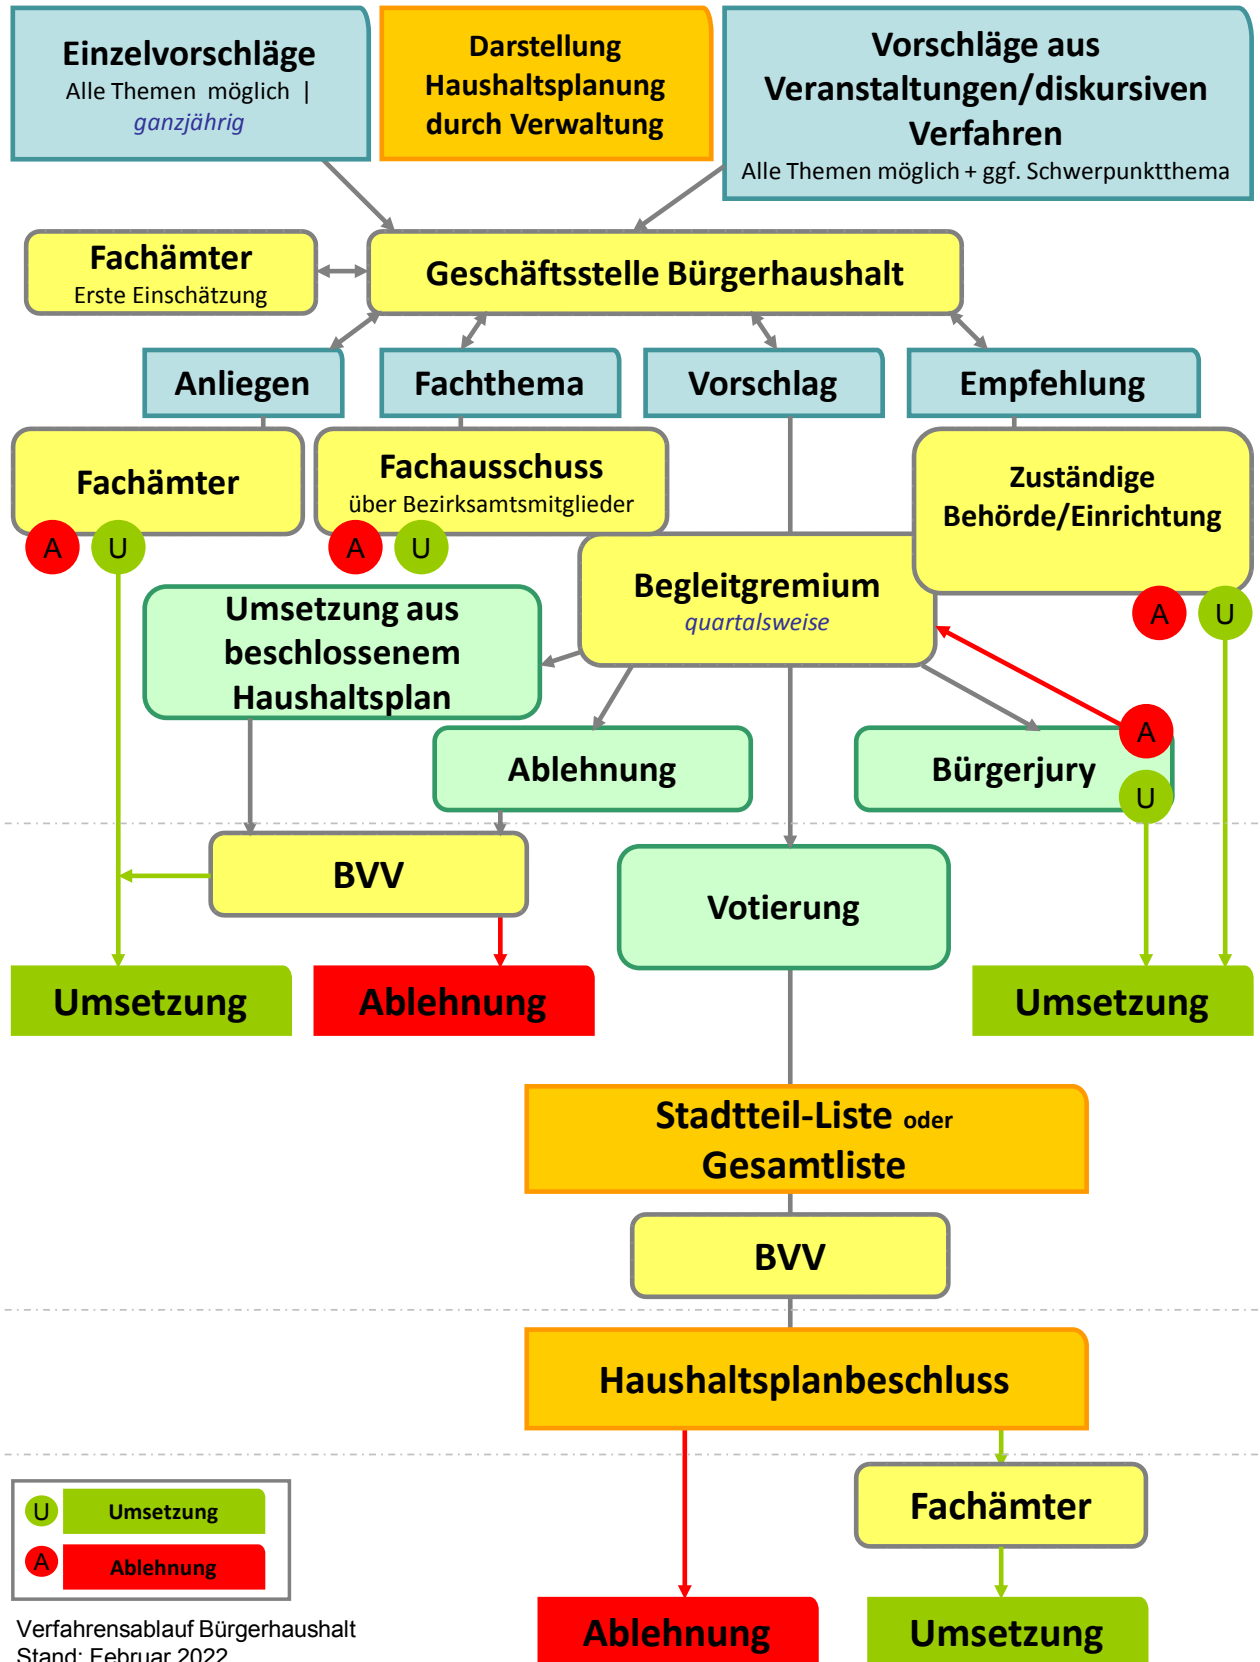 Einzelvorschläge
Alle Themen möglich |
ganzjährig
Darstellung
Haushaltsplanung
durch Verwaltung
Vorschläge aus
Veranstaltungen/diskursiven
Verfahren
Alle Themen möglich + ggf. Schwerpunktthema
Fachämter
Erste Einschätzung
Geschäftsstelle Bürgerhaushalt
Anliegen
Fachthema
Vorschlag
Empfehlung
Fachämter
A
U
Fachausschuss
über Bezirksamtsmitglieder
A
U
Zuständige
Behörde/Einrichtung
A
U
Begleitgremium
quartalsweise
Umsetzung aus
beschlossenem
Haushaltsplan
Ablehnung
Bürgerjury
A
U
BVV
Votierung
Umsetzung
Ablehnung
Umsetzung
Stadtteil-Liste oder
Gesamtliste
BVV
Haushaltsplanbeschluss
Fachämter
Ablehnung
Umsetzung
U Umsetzung
A Ablehnung
Verfahrensablauf Bürgerhaushalt
Stand: Februar 2022